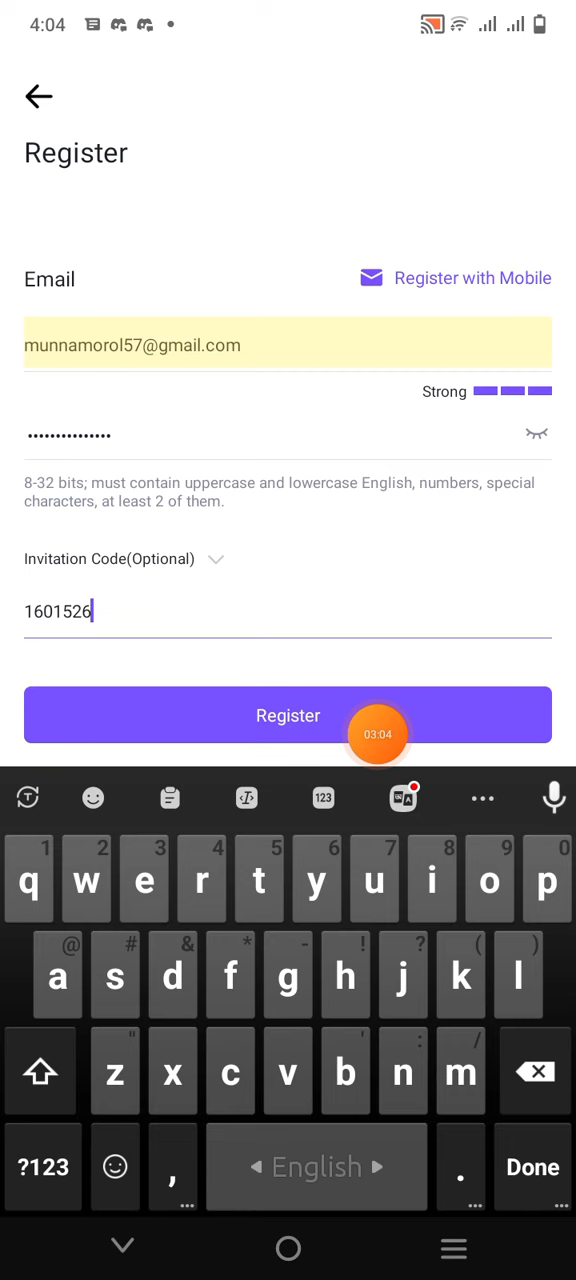 4:04
Register
Email
Register with Mobile
munnamorol57@gmail.com
Strong
•••••••••••••••
8-32 bits; must contain uppercase and lowercase English, numbers, special
characters, at least 2 of them.
Invitation Code(Optional)
1601526
Register
03:04
123
1 2 3 4 5 6 7 8 9 0
q w e r t y u i o p
@ # & * - ! ? ( )
a s d f g h j k l
" ' : /
z x c v b n m
?123 , English . Done